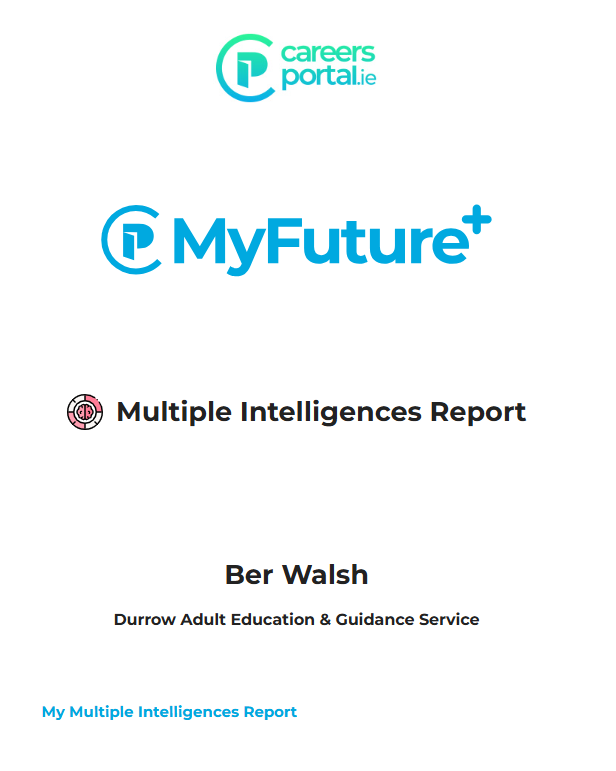 careers
portal.ie
MyFuture+
Multiple Intelligences Report
Ber Walsh
Durrow Adult Education & Guidance Service
My Multiple Intelligences Report